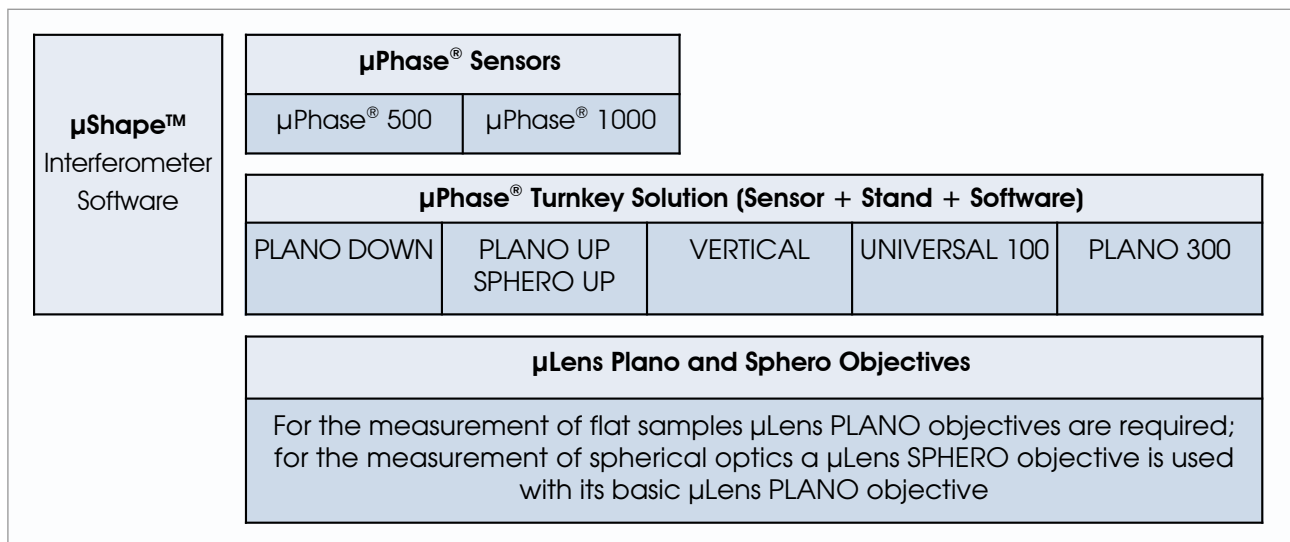 µShape™
Interferometer
Software
µPhase® Sensors
µPhase® 500
µPhase® 1000
µPhase® Turnkey Solution (Sensor + Stand + Software)
PLANO DOWN
PLANO UP
SPHERO UP
VERTICAL
UNIVERSAL 100
PLANO 300
µLens Plano and Sphero Objectives
For the measurement of flat samples µLens PLANO objectives are required;
for the measurement of spherical optics a µLens SPHERO objective is used
with its basic µLens PLANO objective